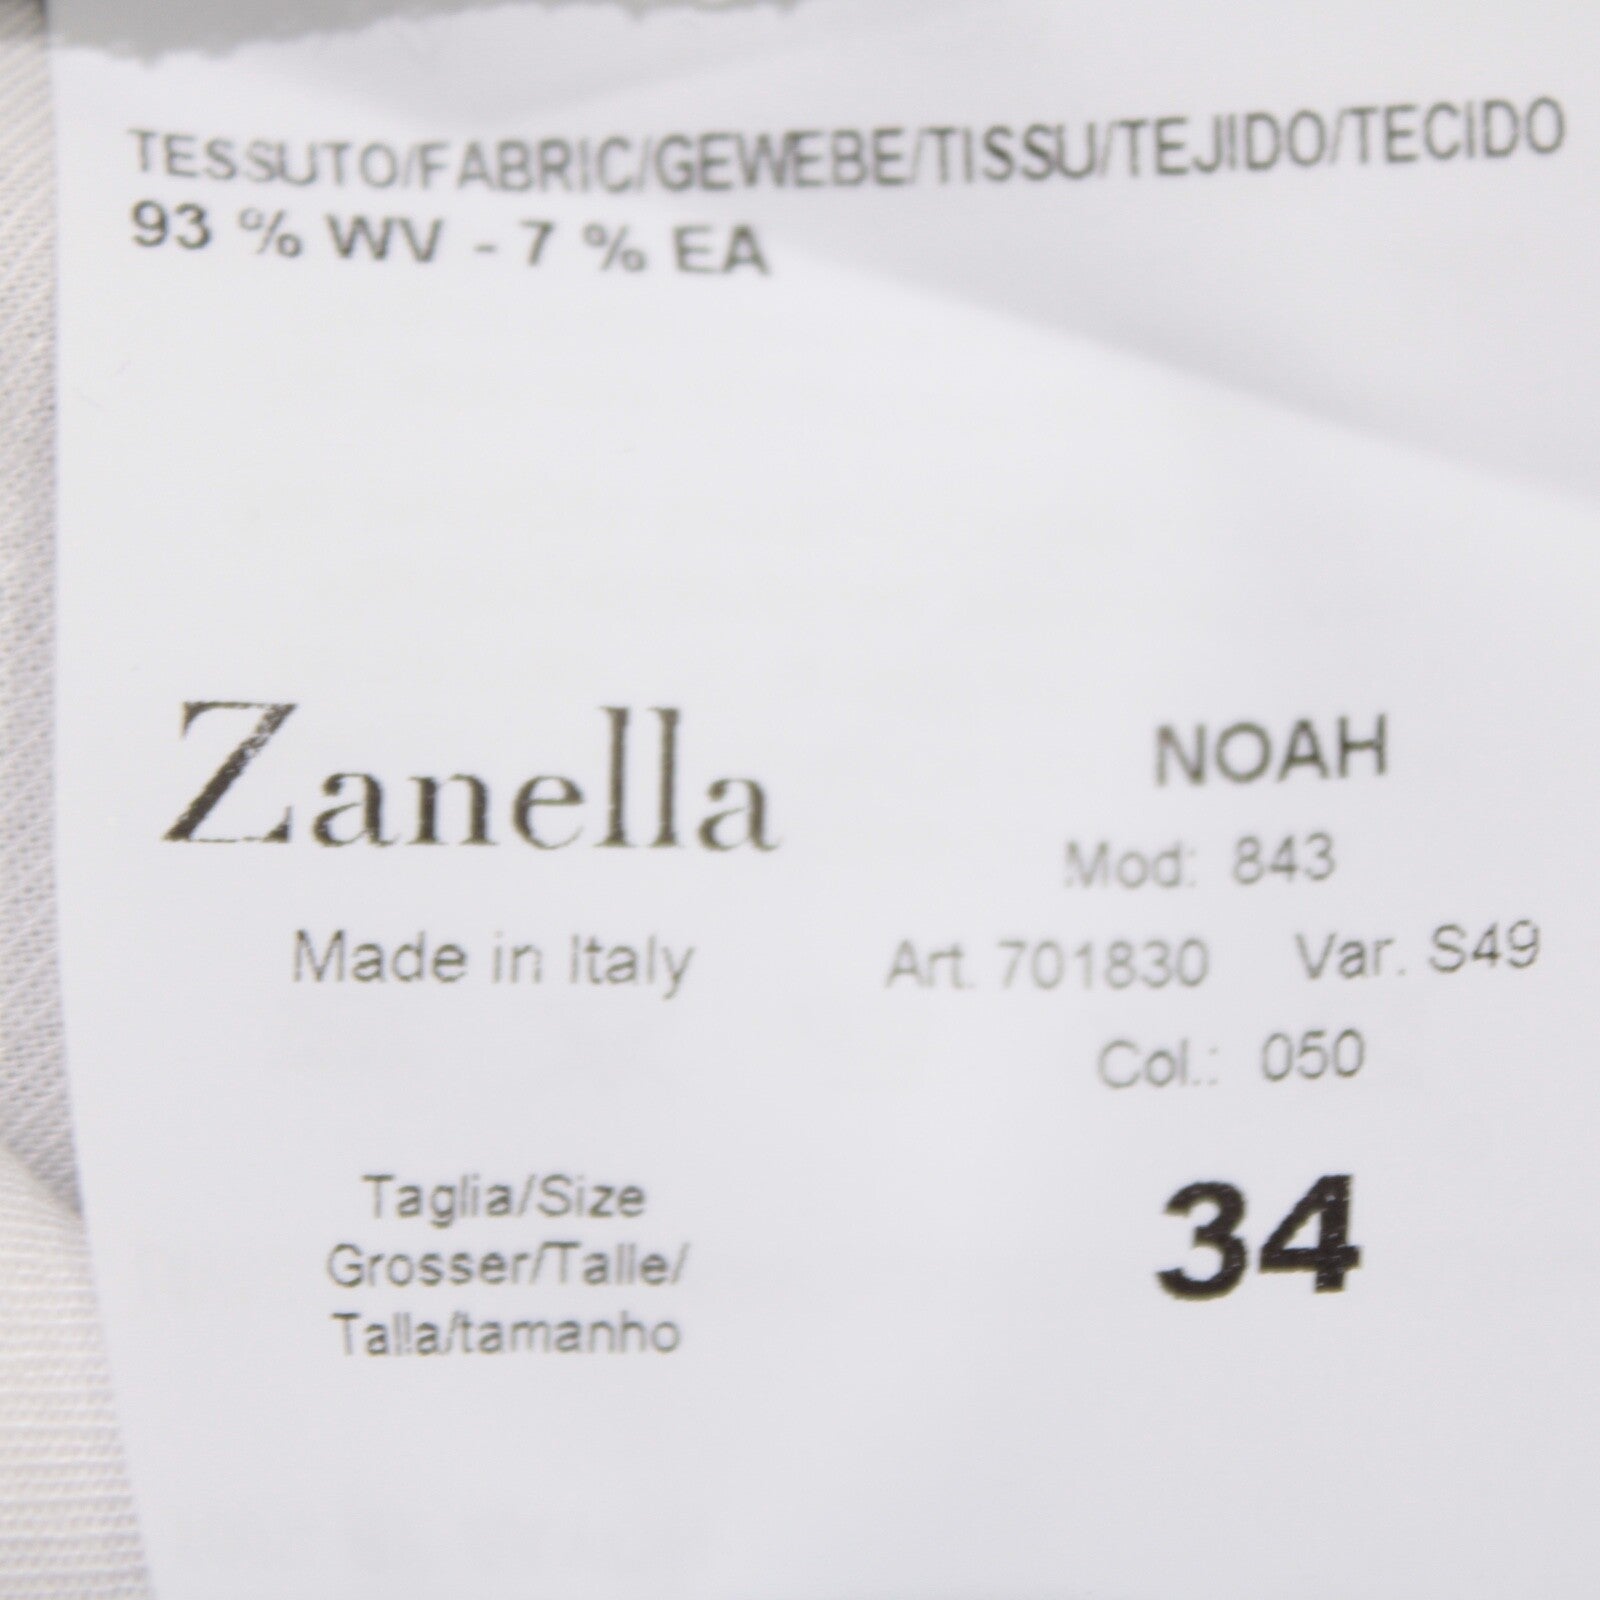 TESSUTO/FABRIC/GEWEBE/TISSU/TEJIDO/TECIDO
93 % WV - 7 % EA
Zanella
Made in Italy
NOAH
Mod: 843
Art. 701830 Var. S49
Col.: 050
Taglia/Size
Grosser/Talle/
Talla/tamanho
34